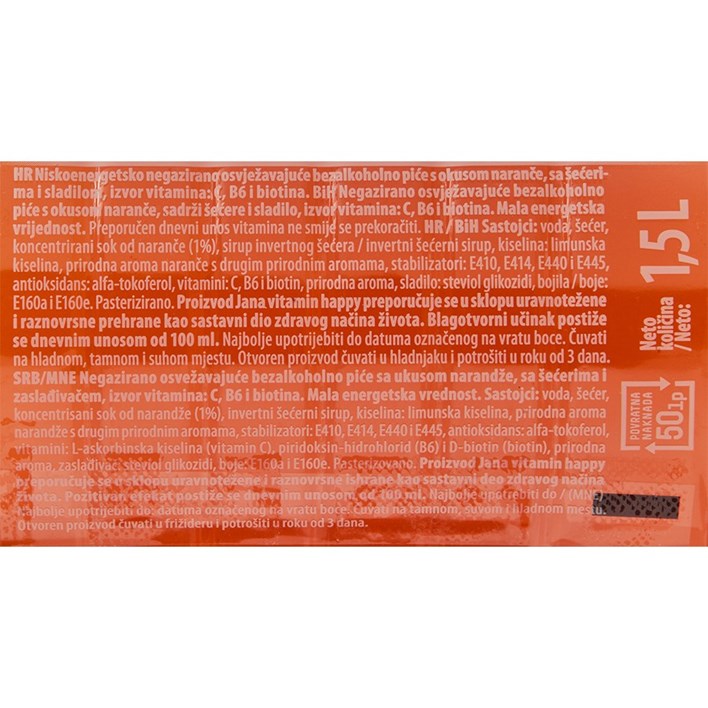 HR Niskoenergetsko negazirano osvježavajuće bezalkoholno piće s okusom naranče, sa šećeri-
ma i sladilom, izvor vitamina: C, B6 i biotina. BiH Negazirano osvježavajuće bezalkoholno
piće s okusom naranče, sadrži šećere i sladilo, izvor vitamina: C, B6 i biotina. Mala energetska
vrijednost. Preporučen dnevni unos vitamina ne smije se prekoračiti. HR / BiH Sastojci: voda, šećer,
koncentrirani sok od naranče (1%), sirup invertnog šećera / invertni šećerni sirup, kiselina: limunska
kiselina, prirodna aroma naranče s drugim prirodnim aromama, stabilizatori: E410, E414, E440 i E445,
antioksidans: alfa-tokoferol, vitamini: C, B6 i biotin, prirodna aroma, sladilo: steviol glikozidi, bojila / boje:
E160a i E160e. Pasterizirano. Proizvod Jana vitamin happy preporučuje se u sklopu uravnotežene
i raznovrsne prehrane kao sastavni dio zdravog načina života. Blagotvorni učinak postiže
se dnevnim unosom od 100 ml. Najbolje upotrijebiti do datuma označenog na vratu boce. Čuvati
na hladnom, tamnom i suhom mjestu. Otvoren proizvod čuvati u hladnjaku i potrošiti u roku od 3 dana.
SRB/MNE Negazirano osvježavajuće bezalkoholno piće sa ukusom narandže, sa šećerima i
zaslađivačem, izvor vitamina: C, B6 i biotina. Mala energetska vrednost. Sastojci: voda, šećer,
koncentrisani sok od narandže (1%), invertni šećerni sirup, kiselina: limunska kiselina, prirodna aroma
narandže s drugim prirodnim aromama, stabilizatori: E410, E414, E440 i E445, antioksidans: alfa-tokoferol,
vitamini: L-askorbinska kiselina (vitamin C), piridoksin-hidrohlorid (B6) i D-biotin (biotin), prirodna
aroma, zaslađivač: steviol glikozidi, boje: E160a i E160e. Pasterizovano. Proizvod Jana vitamin happy
preporučuje se u sklopu uravnotežene i raznovrsne ishrane kao sastavni deo zdravog načina
života. Pozitivan efekat postiže se dnevnim unosom od 100 ml. Najbolje upotrebiti do / (MNE)
Najbolje upotrijebiti do datuma označenog na vratu boce. Čuvati na tamnom, suvom i hladnom mestu.
Otvoren proizvod čuvati u frižideru i potrošiti u roku od 3 dana.
Neto
količina
/ Neto:
1,5 L
POVRATNA
NAKNADA
50 lp